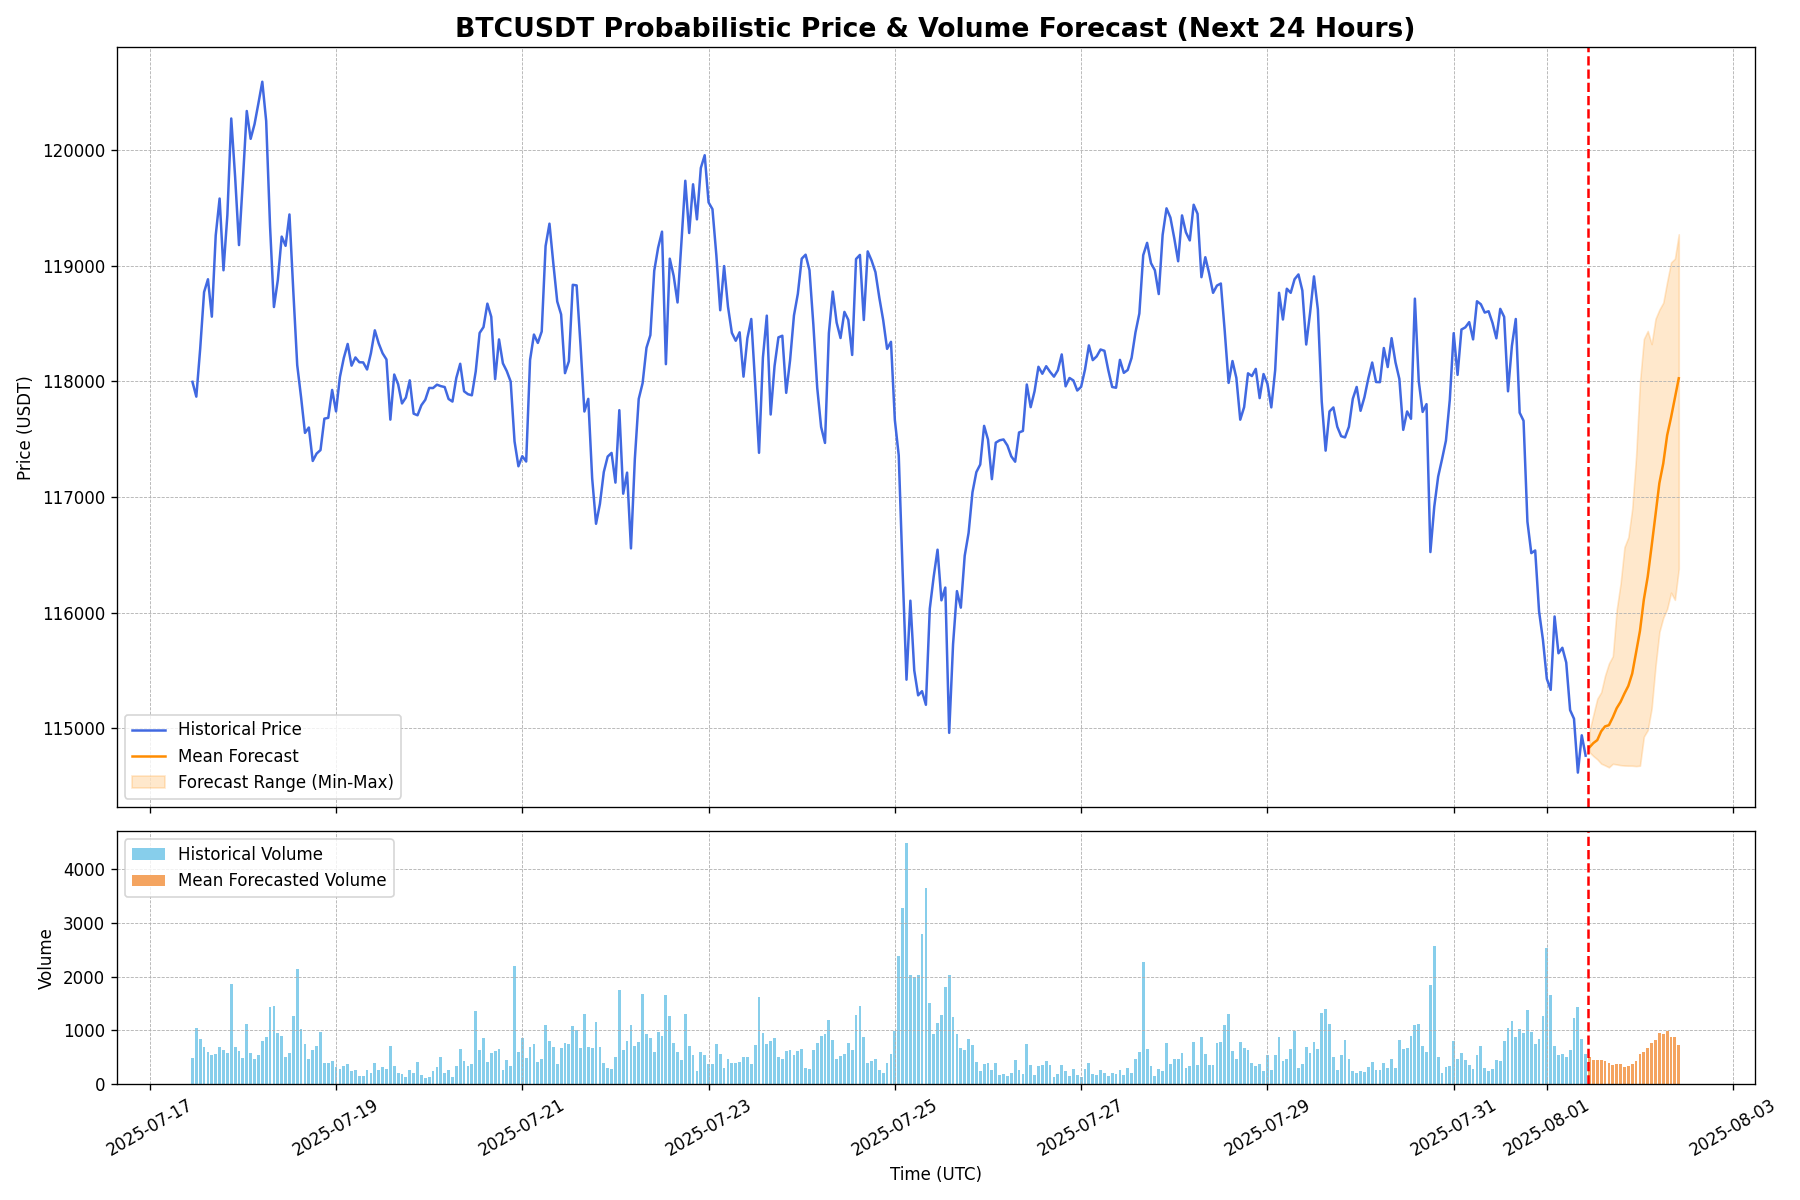 BTCUSDT Probabilistic Price & Volume Forecast (Next 24 Hours)
Price (USDT)
120000
119000
118000
117000
116000
115000
Historical Price
Mean Forecast
Forecast Range (Min-Max)
Volume
4000
3000
2000
1000
0
Historical Volume
Mean Forecasted Volume
2025-07-17
2025-07-19
2025-07-21
2025-07-23
2025-07-25
2025-07-27
2025-07-29
2025-07-31
2025-08-01
2025-08-03
Time (UTC)